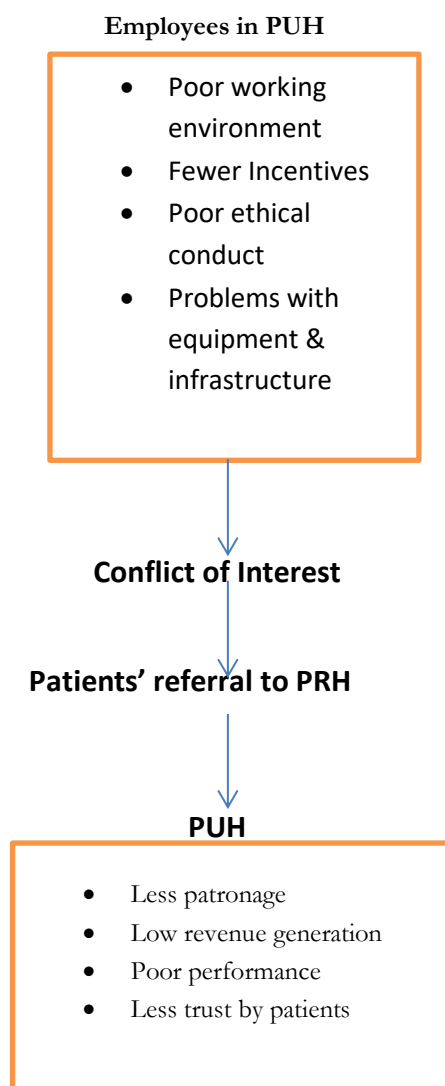 Employees in PUH
• Poor working
environment
• Fewer Incentives
• Poor ethical
conduct
• Problems with
equipment &
infrastructure
Conflict of Interest
Patients’ referral to PRH
PUH
• Less patronage
• Low revenue generation
• Poor performance
• Less trust by patients